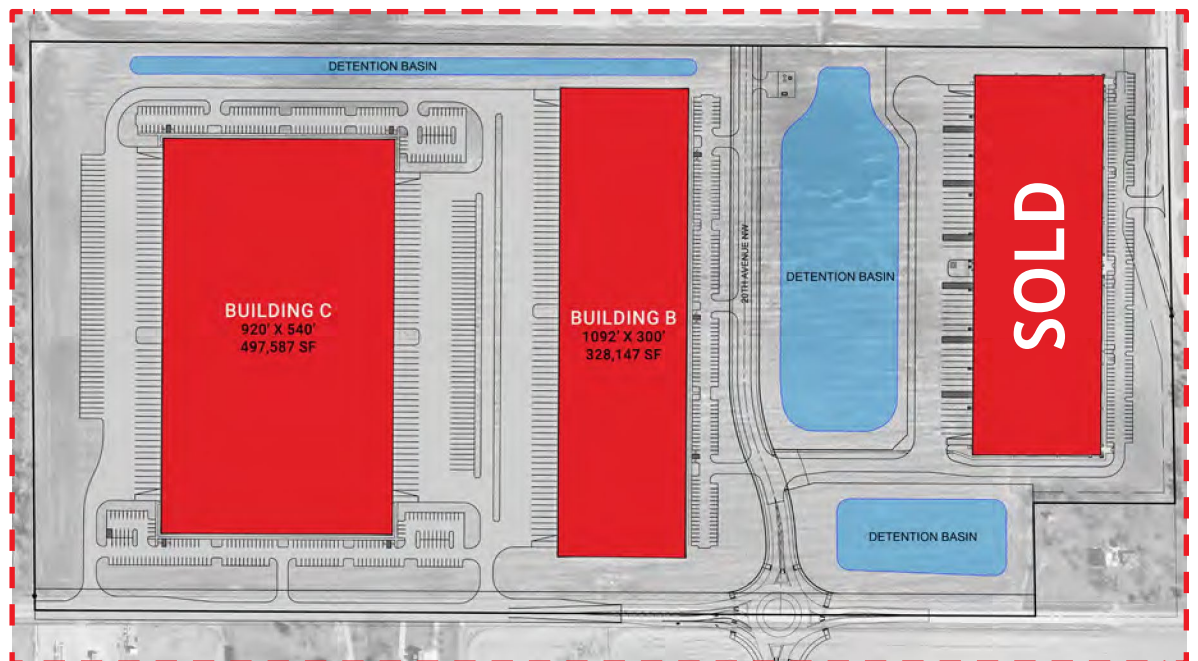 DETENTION BASIN
BUILDING C
920' X 540'
497,587 SF
BUILDING B
1092' X 300'
328,147 SF
20TH AVENUE NW
DETENTION BASIN
SOLD
DETENTION BASIN